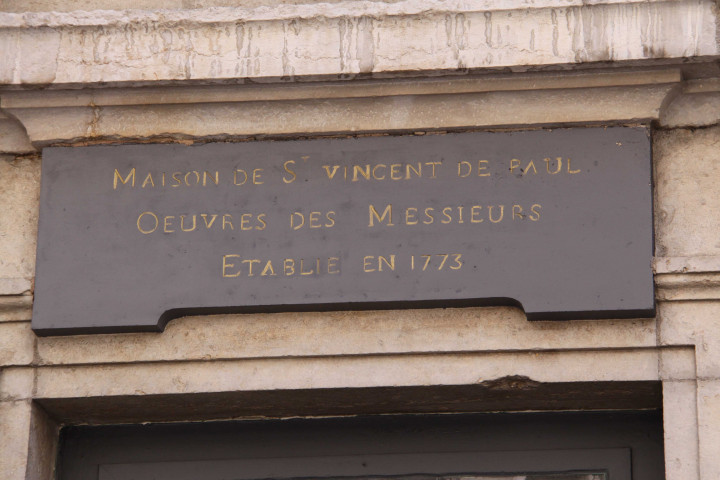 MAISON DE ST VINCENT DE PAUL
OEUVRES DES MESSIEURS
ETABLIE EN 1773